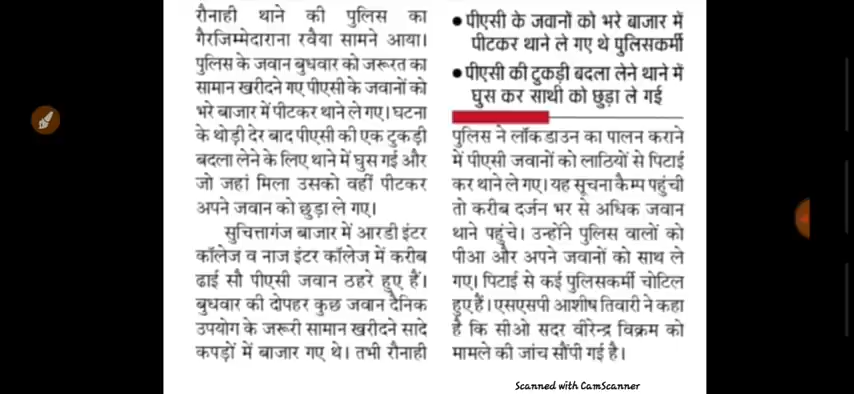 रौनाही थाने की पुलिस का
गैरजिम्मेदाराना रवैया सामने आया।
पुलिस के जवान बुधवार को जरूरत का
सामान खरीदने गए पीएसी के जवानों को
भरे बाजार में पीटकर थाने ले गए। घटना
के थोड़ी देर बाद पीएसी की एक टुकड़ी
बदला लेने के लिए थाने में घुस गई और
जो जहां मिला उसको वहीं पीटकर
अपने जवान को छुड़ा ले गए।
सुचित्तागंज बाजार में आरडी इंटर
कॉलेज व नाज इंटर कॉलेज में करीब
ढाई सौ पीएसी जवान ठहरे हुए हैं।
बुधवार की दोपहर कुछ जवान दैनिक
उपयोग के जरूरी सामान खरीदने सादे
कपड़ों में बाजार गए थे। तभी रौनाही
• पीएसी के जवानों को भरे बाजार में
पीटकर थाने ले गए थे पुलिसकर्मी
• पीएसी की टुकड़ी बदला लेने थाने में
घुस कर साथी को छुड़ा ले गई
पुलिस ने लॉकडाउन का पालन कराने
में पीएसी जवानों को लाठियों से पिटाई
कर थाने ले गए। यह सूचना कैम्प पहुंची
तो करीब दर्जन भर से अधिक जवान
थाने पहुंचे। उन्होंने पुलिस वालों को
पीआ और अपने जवानों को साथ ले
गए। पिटाई से कई पुलिसकर्मी चोटिल
हुए हैं। एसएसपी आशीष तिवारी ने कहा
है कि सीओ सदर वीरेन्द्र विक्रम को
मामले की जांच सौंपी गई है।
Scanned with CamScanner